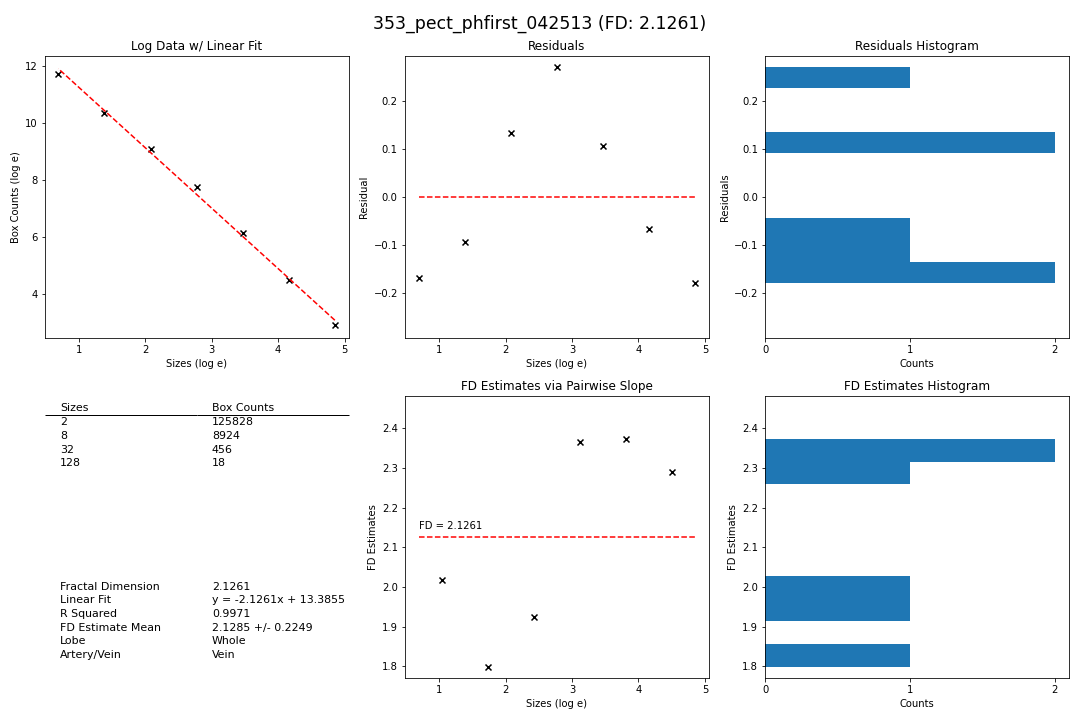 353_pect_phfirst_042513 (FD: 2.1261)
Log Data w/ Linear Fit
Box Counts (log e)
12
10
8
6
4
1 2 3 4 5
Sizes (log e)
Residuals
Residual
0.2
0.1
0.0
−0.1
−0.2
1 2 3 4 5
Sizes (log e)
Residuals Histogram
Residuals
0.2
0.1
0.0
−0.1
−0.2
0 1 2
Counts
Sizes Box Counts
2 125828
8 8924
32 456
128 18
Fractal Dimension 2.1261
Linear Fit y = -2.1261x + 13.3855
R Squared 0.9971
FD Estimate Mean 2.1285 +/- 0.2249
Lobe Whole
Artery/Vein Vein
FD Estimates via Pairwise Slope
FD Estimates
2.4
2.3
2.2
2.1
2.0
1.9
1.8
FD = 2.1261
1 2 3 4 5
Sizes (log e)
FD Estimates Histogram
FD Estimates
2.4
2.3
2.2
2.1
2.0
1.9
1.8
0 1 2
Counts